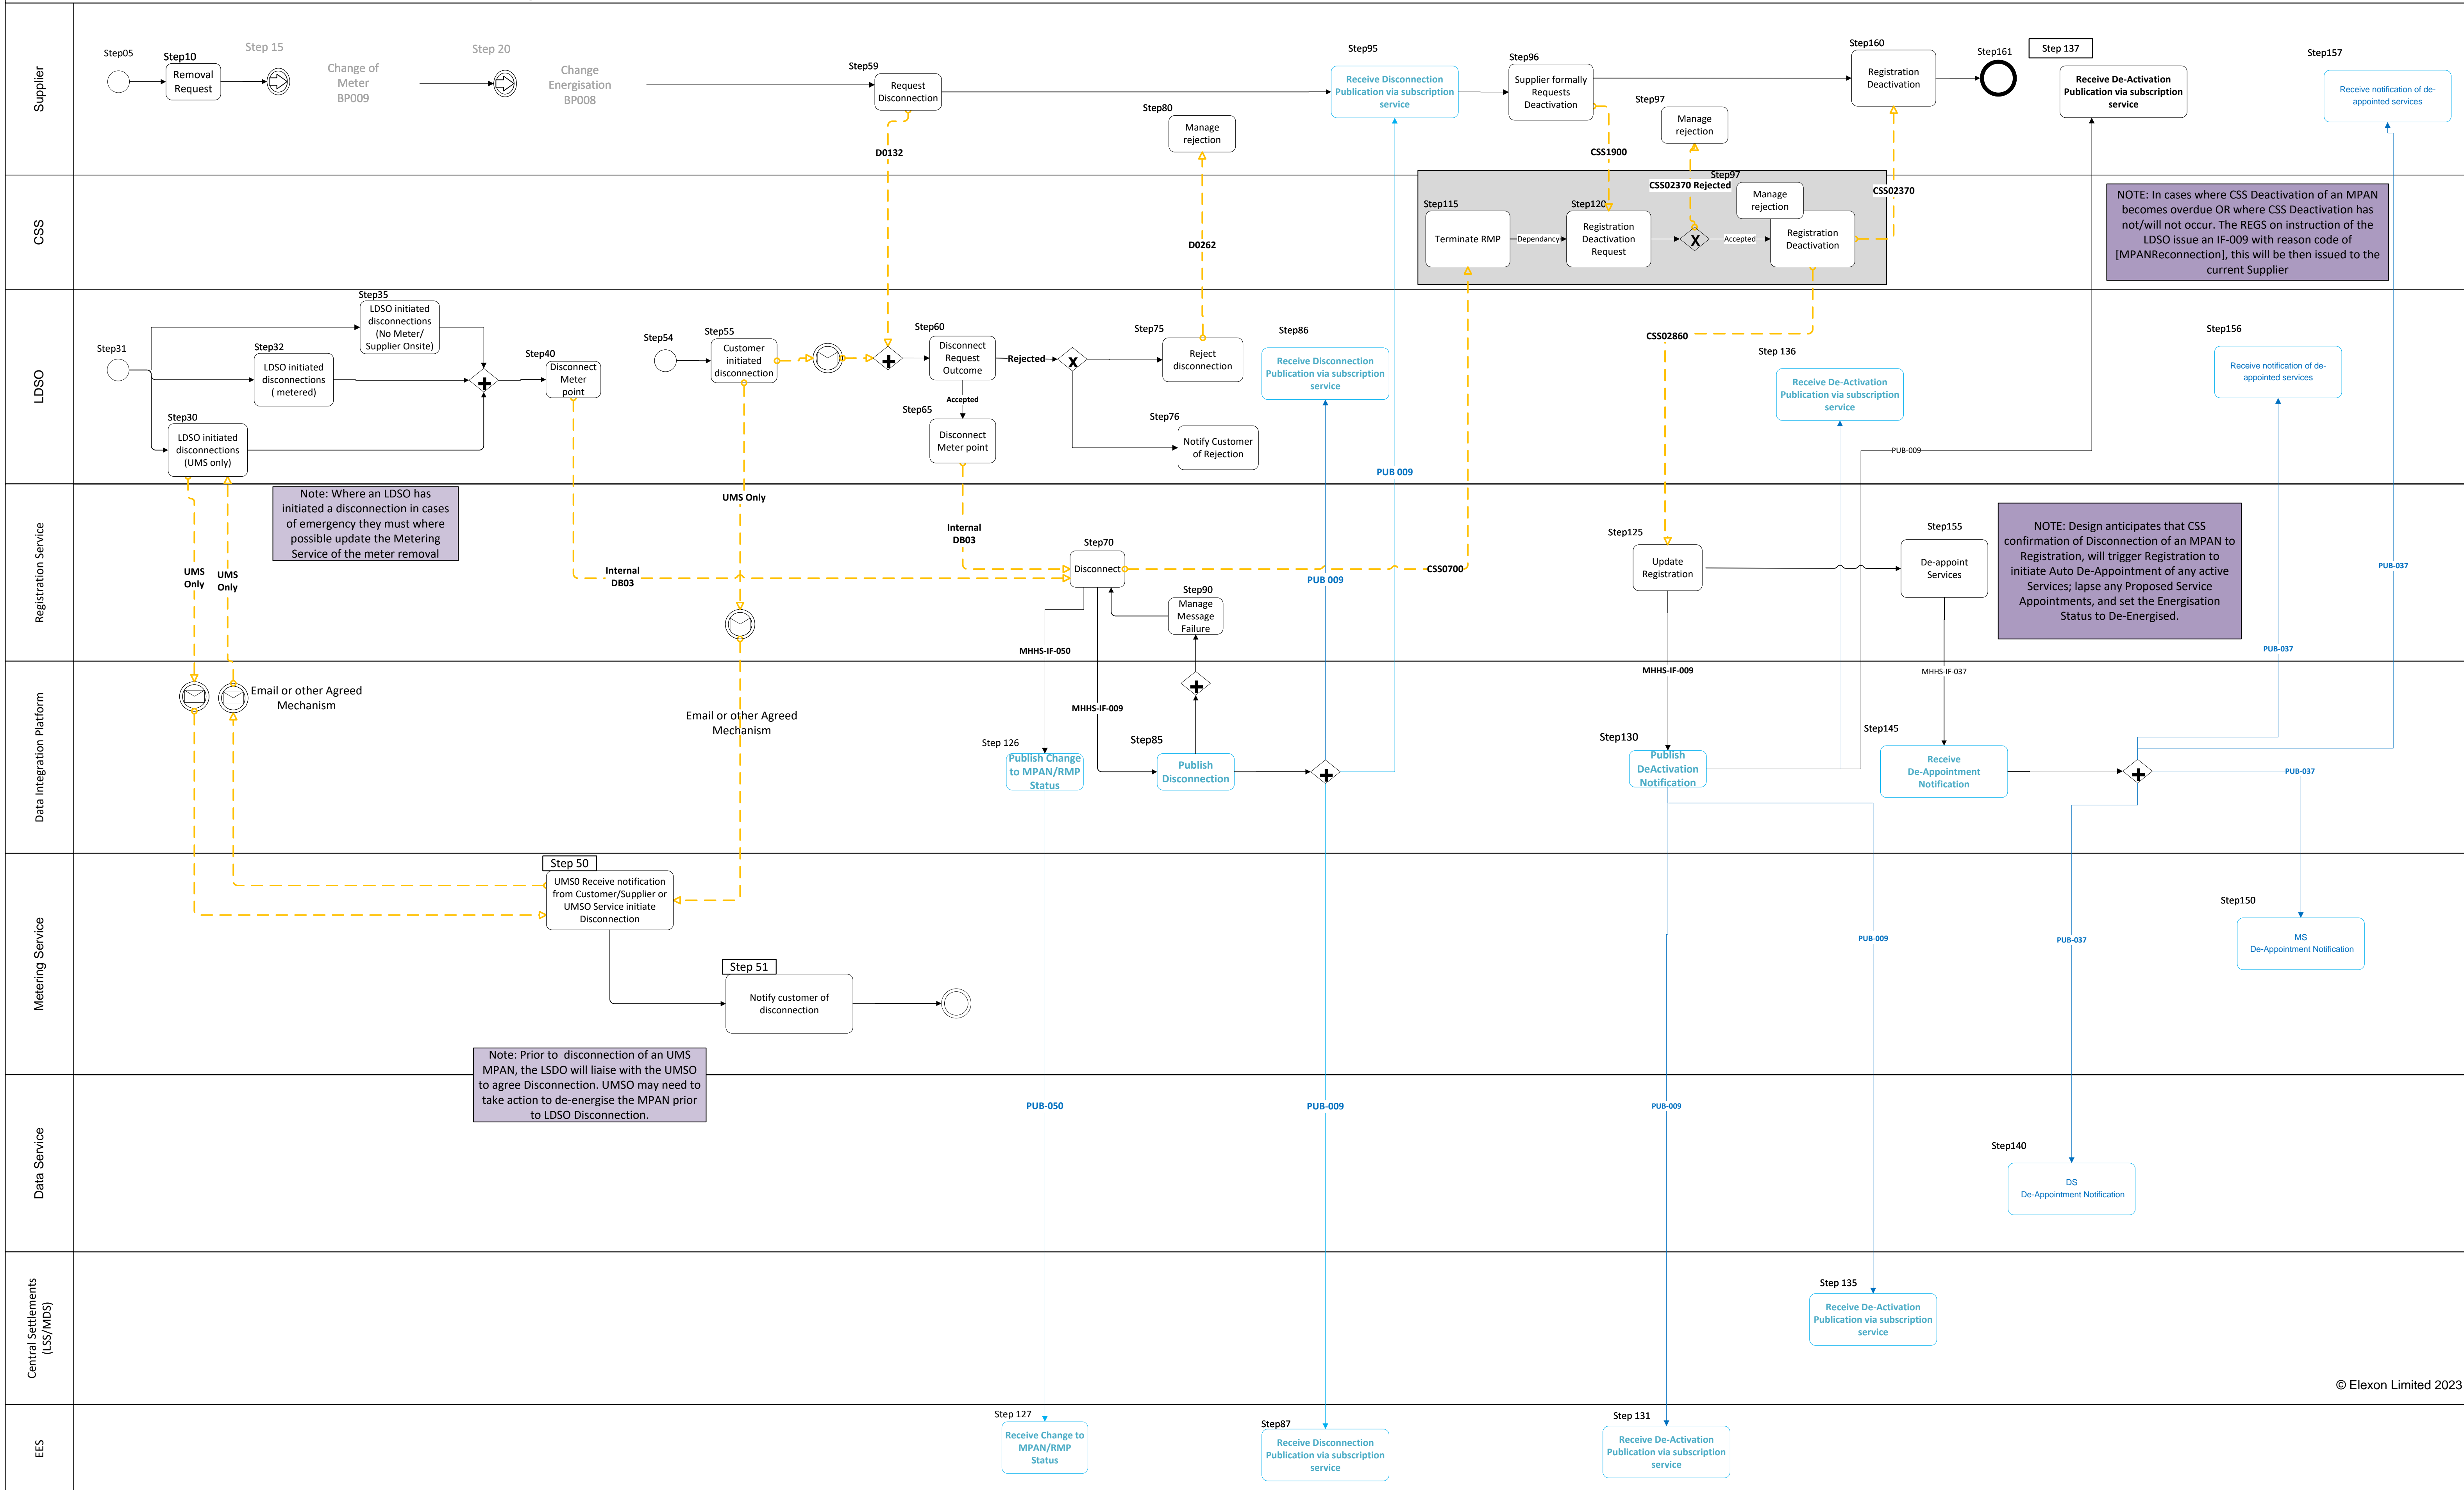 Supplier
Step05
Step10
Removal
Request
Step 15
Change of
Meter
BP009
Step 20
Change
Energisation
BP008
Step59
Request
Disconnection
D0132
Step80
Manage
rejection
Step95
Receive Disconnection
Publication via subscription
service
Step96
Supplier formally
Requests
Deactivation
CSS1900
Step97
Manage
rejection
Step160
Registration
Deactivation
Step161
Step 137
Receive De-Activation
Publication via subscription
service
Step157
Receive notification of de-
appointed services
CSS
D0262
Step115
Terminate RMP
Dependancy
Step120
Registration
Deactivation
Request
CSS02370 Rejected
X
Accepted
Step97
Manage
rejection
Registration
Deactivation
CSS02370
NOTE: In cases where CSS Deactivation of an MPAN
becomes overdue OR where CSS Deactivation has
not/will not occur. The REGS on instruction of the
LDSO issue an IF-009 with reason code of
[MPANReconnection], this will be then issued to the
current Supplier
LDSO
Step31
Step35
LDSO initiated
disconnections
(No Meter/
Supplier Onsite)
Step32
LDSO initiated
disconnections
( metered)
Step30
LDSO initiated
disconnections
(UMS only)
Step40
Disconnect
Meter
point
Step54
Step55
Customer
initiated
disconnection
Step60
Disconnect
Request
Outcome
Rejected
X
Accepted
Step65
Disconnect
Meter point
Step75
Reject
disconnection
Step76
Notify Customer
of Rejection
Step86
Receive Disconnection
Publication via subscription
service
PUB 009
CSS02860
Step 136
Receive De-Activation
Publication via subscription
service
PUB-009
Step156
Receive notification of de-
appointed services
Registration Service
Note: Where an LDSO has
initiated a disconnection in cases
of emergency they must where
possible update the Metering
Service of the meter removal
UMS
Only
UMS
Only
UMS Only
Internal
DB03
Internal
DB03
Step70
Disconnect
CSS0700
PUB 009
Step90
Manage
Message
Failure
MHHS-IF-050
Step125
Update
Registration
Step155
De-appoint
Services
NOTE: Design anticipates that CSS
confirmation of Disconnection of an MPAN to
Registration, will trigger Registration to
initiate Auto De-Appointment of any active
Services; lapse any Proposed Service
Appointments, and set the Energisation
Status to De-Energised.
PUB-037
PUB-037
Data Integration Platform
Email or other Agreed
Mechanism
Email or other Agreed
Mechanism
MHHS-IF-009
Step 126
Publish Change
to MPAN/RMP
Status
Step85
Publish
Disconnection
MHHS-IF-009
Step130
Publish
DeActivation
Notification
MHHS-IF-037
Step145
Receive
De-Appointment
Notification
PUB-037
Metering Service
Step 50
UMS0 Receive notification
from Customer/Supplier or
UMSO Service initiate
Disconnection
Step 51
Notify customer of
disconnection
PUB-009
PUB-037
Step150
MS
De-Appointment Notification
Note: Prior to disconnection of an UMS
MPAN, the LSDO will liaise with the UMSO
to agree Disconnection. UMSO may need to
take action to de-energise the MPAN prior
to LDSO Disconnection.
Data Service
PUB-050
PUB-009
PUB-009
Step140
DS
De-Appointment Notification
Central Settlements
(LSS/MDS)
Step 135
Receive De-Activation
Publication via subscription
service
© Elexon Limited 2023
EES
Step 127
Receive Change to
MPAN/RMP
Status
Step87
Receive Disconnection
Publication via subscription
service
Step 131
Receive De-Activation
Publication via subscription
service